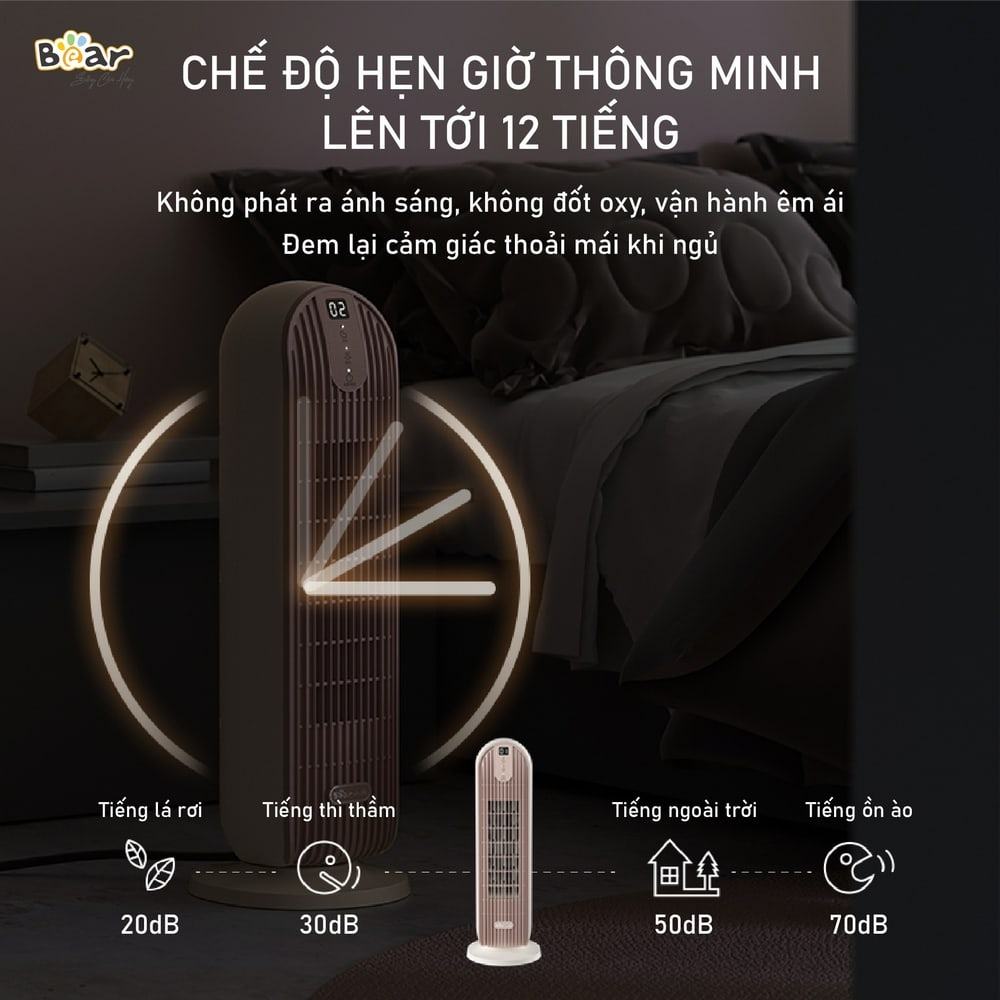 Bear
CHẾ ĐỘ HẸN GIỜ THÔNG MINH
LÊN TỚI 12 TIẾNG
Không phát ra ánh sáng, không đốt oxy, vận hành êm ái
Đem lại cảm giác thoải mái khi ngủ
02
Tiếng lá rơi
Tiếng thì thầm
Tiếng ngoài trời
Tiếng ồn ào
20dB
30dB
50dB
70dB